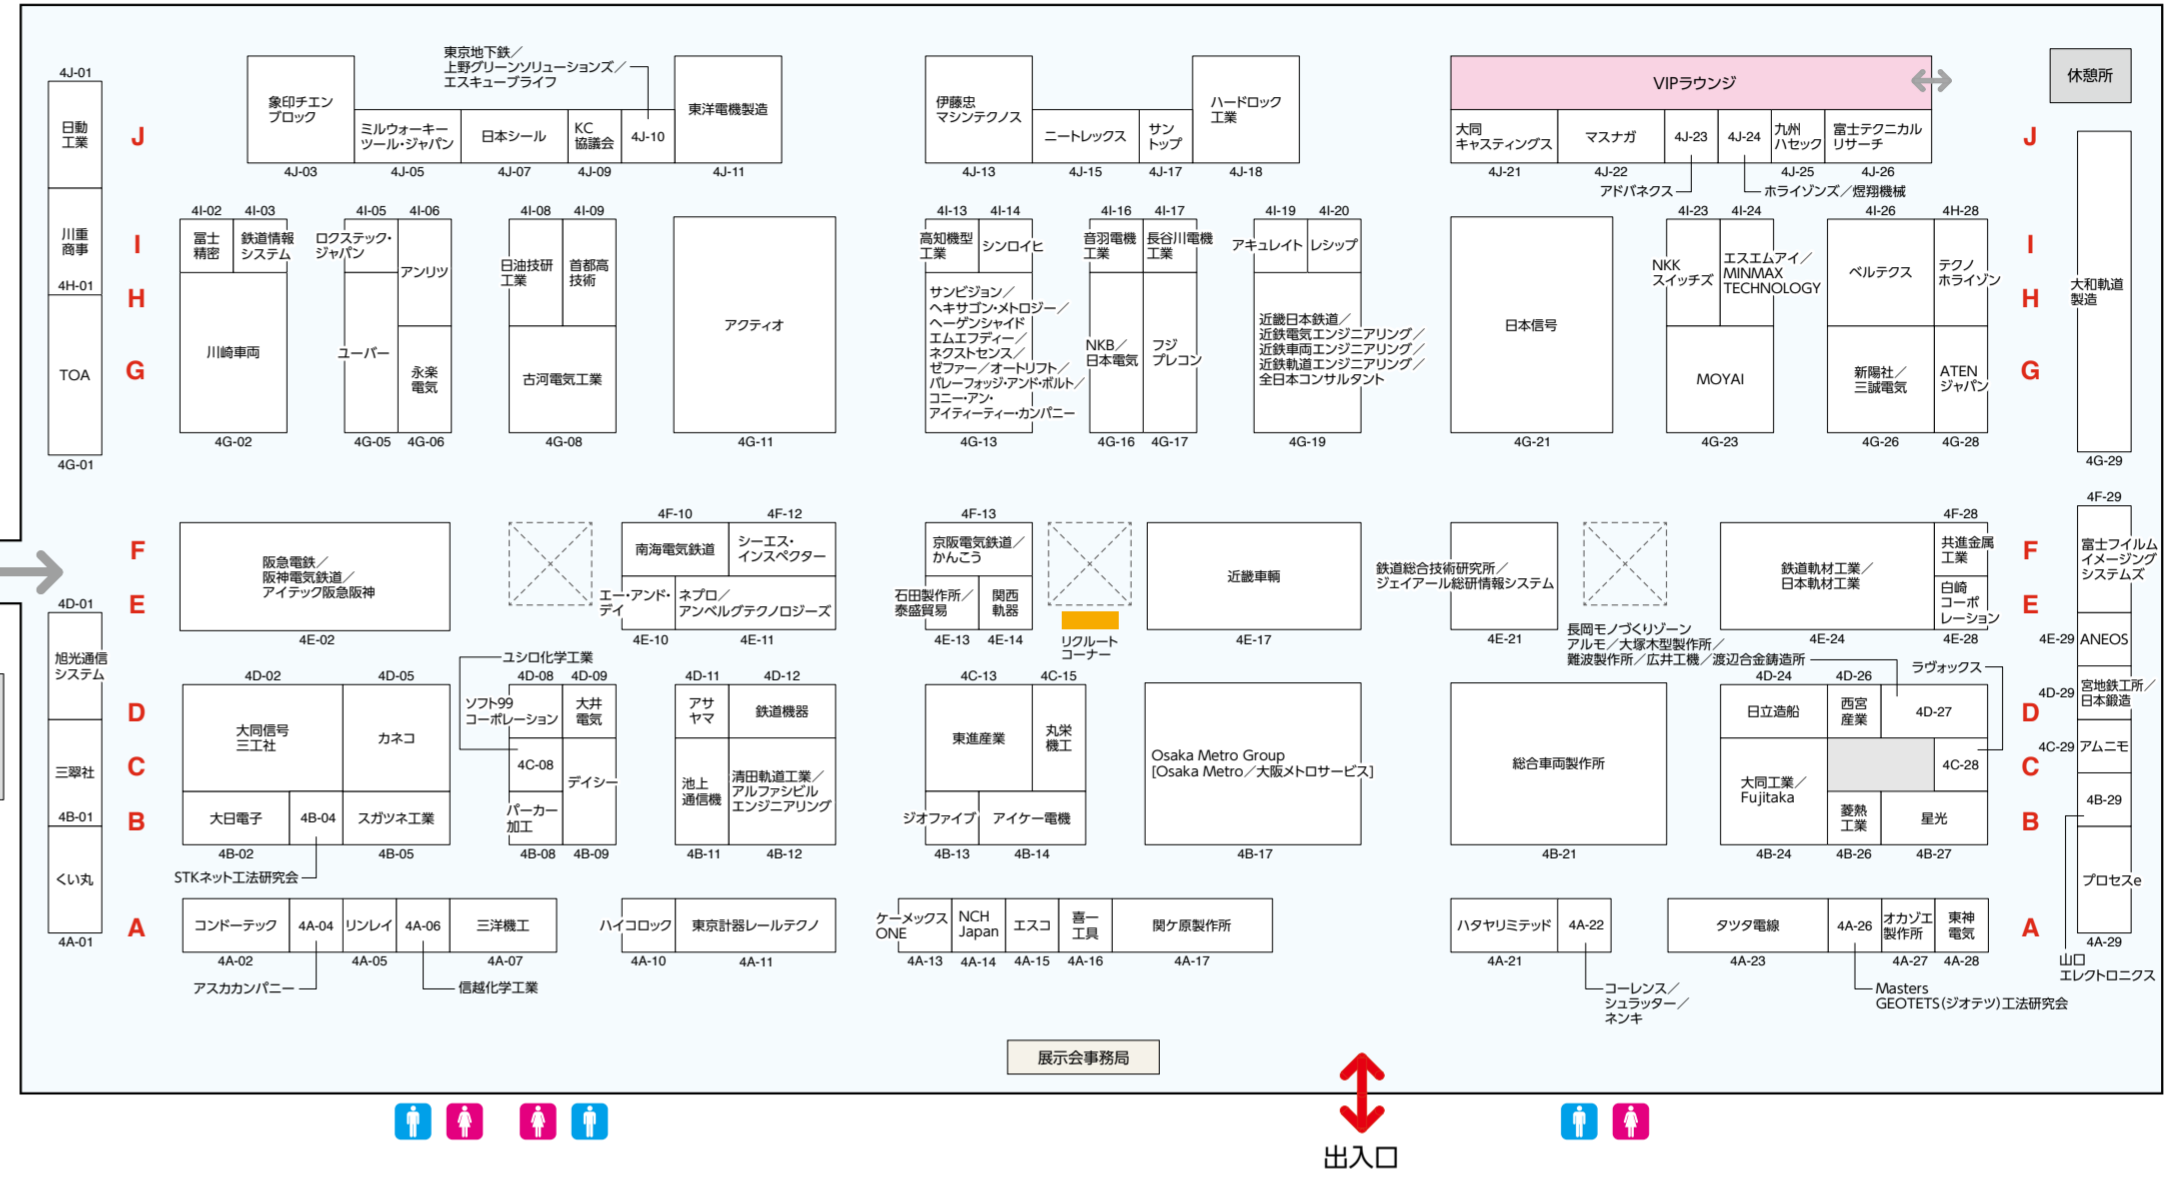 4J-01
日動
工業
川重
商事
4H-01
TOA
4G-01
J
象印チエン
ブロック
4J-03
ミルウォーキー
ツール・ジャパン
4J-05
日本シール
4J-07
KC
協議会
4J-09
東京地下鉄／
上野グリーンソリューションズ／
エスキューブライフ
4J-10
東洋電機製造
4J-11
伊藤忠
マシンテクノス
4J-13
ニートレックス
4J-15
サン
トップ
4J-17
ハードロック
工業
4J-18
VIPラウンジ
大同
キャスティングス
4J-21
マスナガ
4J-22
4J-23
アドバネクス
4J-24
ホライゾンズ／煜翔機械
九州
ハセック
4J-25
富士テクニカル
リサーチ
4J-26
J
休憩所
I
H
G
4I-02
冨士
精密
4I-03
鉄道情報
システム
川崎車両
4G-02
4I-05
ロクステック・
ジャパン
4I-06
アンリツ
ユーパー
永楽
電気
4G-05
4G-06
4I-08
日油技研
工業
4I-09
首都高
技術
古河電気工業
4G-08
アクティオ
4G-11
4I-13
高知機型
工業
4I-14
シンロイヒ
サンビジョン／
ヘキサゴン・メトロジー／
ヘーゲンシャイド
エムエフディー／
ネクストセンス／
ゼファー／オートリフト／
バレーフォッジ・アンド・ボルト／
コニー・アン・
アイティーティー・カンパニー
4G-13
4I-16
音羽電機
工業
4I-17
長谷川電機
工業
NKB／
日本電気
フジ
プレコン
4G-16
4G-17
4I-19
アキュレイト
4I-20
レシップ
近畿日本鉄道／
近鉄電気エンジニアリング／
近鉄車両エンジニアリング／
近鉄軌道エンジニアリング／
全日本コンサルタント
4G-19
日本信号
4G-21
4I-23
NKK
スイッチズ
4I-24
エスエムアイ／
MINMAX
TECHNOLOGY
MOYAI
4G-23
4I-26
ベルテクス
4H-28
テクノ
ホライゾン
新陽社／
三誠電気
4G-26
ATEN
ジャパン
4G-28
I
H
G
大和軌道
製造
4G-29
F
E
阪急電鉄／
阪神電気鉄道／
アイテック阪急阪神
4E-02
4F-10
南海電気鉄道
4F-12
シーエス・
インスペクター
エー・アンド・
デイ
4E-10
ネプロ／
アンベルグテクノロジーズ
4E-11
4F-13
京阪電気鉄道／
かんこう
石田製作所／
泰盛貿易
4E-13
関西
軌器
4E-14
リクルート
コーナー
近畿車輌
4E-17
鉄道総合技術研究所／
ジェイアール総研情報システム
4E-21
鉄道軌材工業／
日本軌材工業
4E-24
4F-28
共進金属
工業
白崎
コーポ
レーション
4E-28
F
E
4F-29
富士フイルム
イメージング
システムズ
4E-29
ANEOS
4D-29
宮地鉄工所／
日本鍛造
4C-29
アムニモ
4B-29
山口
エレクトロニクス
プロセスe
4A-29
4D-01
旭光通信
システム
三翠社
4B-01
くい丸
4A-01
D
C
B
4D-02
大同信号
三工社
4D-05
カネコ
大日電子
4B-02
4B-04
STKネット工法研究会
スガツネ工業
4B-05
ユシロ化学工業
4D-08
ソフト99
コーポレーション
4D-09
大井
電気
4C-08
デイシー
パーカー
加工
4B-08
4B-09
4D-11
アサ
ヤマ
4D-12
鉄道機器
池上
通信機
4B-11
清田軌道工業／
アルファシビル
エンジニアリング
4B-12
4C-13
東進産業
4C-15
丸栄
機工
ジオファイブ
4B-13
アイケー電機
4B-14
Osaka Metro Group
[Osaka Metro／大阪メトロサービス]
4B-17
総合車両製作所
4B-21
長岡モノづくりゾーン
アルモ／大塚木型製作所／
難波製作所／広井工機／渡辺合金鋳造所
4D-24
日立造船
4D-26
西宮
産業
4D-27
ラヴォックス
4C-28
大同工業／
Fujitaka
4B-24
菱熱
工業
4B-26
星光
4B-27
D
C
B
A
コンドーテック
4A-02
4A-04
アスカカンパニー
リンレイ
4A-05
4A-06
信越化学工業
三洋機工
4A-07
ハイコロック
4A-10
東京計器レールテクノ
4A-11
ケーメックス
ONE
4A-13
NCH
Japan
4A-14
エスコ
4A-15
喜一
工具
4A-16
関ケ原製作所
4A-17
ハタヤリミテッド
4A-21
4A-22
コーレンス／
シュラッター／
ネンキ
タツタ電線
4A-23
4A-26
Masters
GEOTETS（ジオテツ）工法研究会
オカゾエ
製作所
4A-27
東神
電気
4A-28
A
展示会事務局
出入口